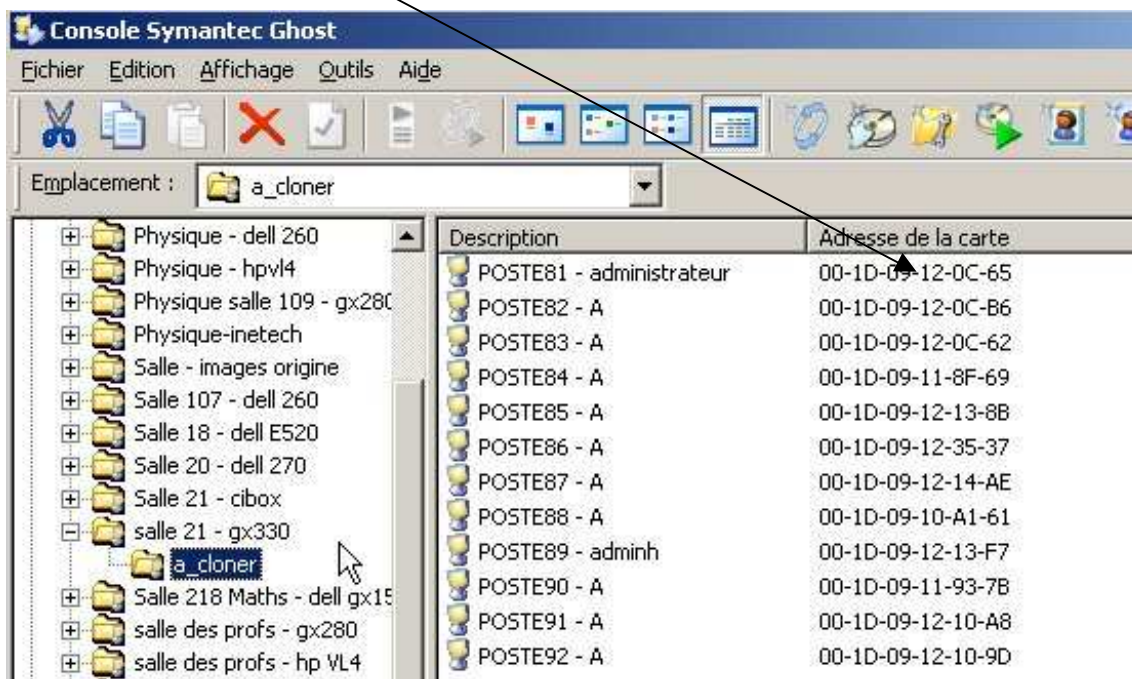 Console Symantec Ghost
Fichier Edition Affichage Outils Aide
Emplacement : a_cloner
Physique - dell 260
Physique - hpvl4
Physique salle 109 - gx280
Physique-inetech
Salle - images origine
Salle 107 - dell 260
Salle 18 - dell E520
Salle 20 - dell 270
Salle 21 - cibox
salle 21 - gx330
a_cloner
Salle 218 Maths - dell gx15
salle des profs - gx280
salle des profs - hp VL4
Description Adresse de la carte
POSTE81 - administrateur 00-1D-09-12-0C-65
POSTE82 - A 00-1D-09-12-0C-B6
POSTE83 - A 00-1D-09-12-0C-62
POSTE84 - A 00-1D-09-11-8F-69
POSTE85 - A 00-1D-09-12-13-8B
POSTE86 - A 00-1D-09-12-35-37
POSTE87 - A 00-1D-09-12-14-AE
POSTE88 - A 00-1D-09-10-A1-61
POSTE89 - adminh 00-1D-09-12-13-F7
POSTE90 - A 00-1D-09-11-93-7B
POSTE91 - A 00-1D-09-12-10-A8
POSTE92 - A 00-1D-09-12-10-9D